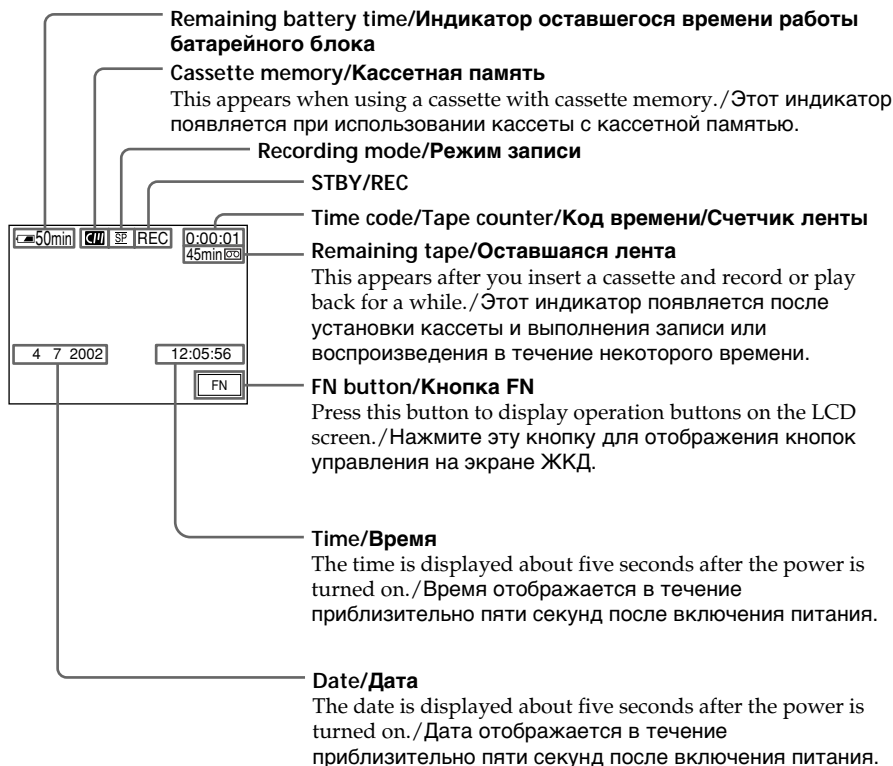 Remaining battery time/Индикатор оставшегося времени работы
батарейного блока
Cassette memory/Кассетная память
This appears when using a cassette with cassette memory./Этот индикатор
появляется при использовании кассеты с кассетной памятью.
Recording mode/Режим записи
STBY/REC
Time code/Tape counter/Код времени/Счетчик ленты
50min SP REC 0:00:01
45min
Remaining tape/Оставшаяся лента
This appears after you insert a cassette and record or play
back for a while./Этот индикатор появляется после
установки кассеты и выполнения записи или
воспроизведения в течение некоторого времени.
4 7 2002 12:05:56
FN
FN button/Кнопка FN
Press this button to display operation buttons on the LCD
screen./Нажмите эту кнопку для отображения кнопок
управления на экране ЖКД.
Time/Время
The time is displayed about five seconds after the power is
turned on./Время отображается в течение
приблизительно пяти секунд после включения питания.
Date/Дата
The date is displayed about five seconds after the power is
turned on./Дата отображается в течение
приблизительно пяти секунд после включения питания.